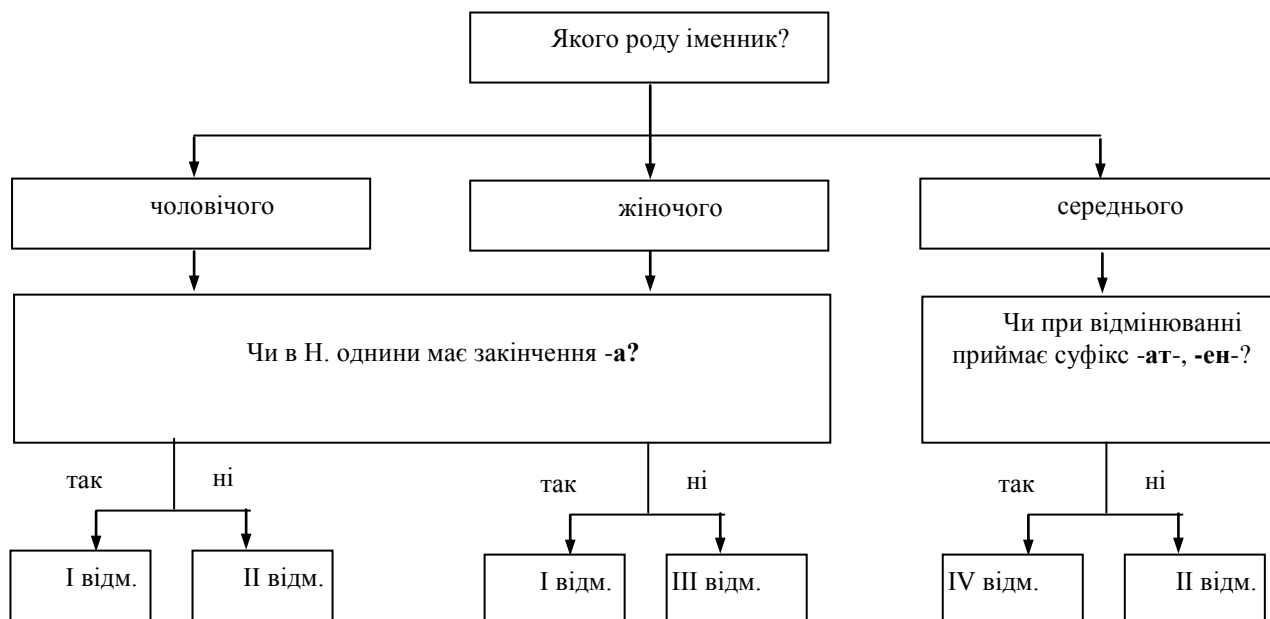 Якого роду іменник?
чоловічого
жіночого
середнього
Чи в Н. однини має закінчення -а?
Чи при відмінюванні
приймає суфікс -ат-, -ен-?
так
ні
так
ні
так
ні
І відм.
ІІ відм.
І відм.
ІІІ відм.
IV відм.
ІІ відм.